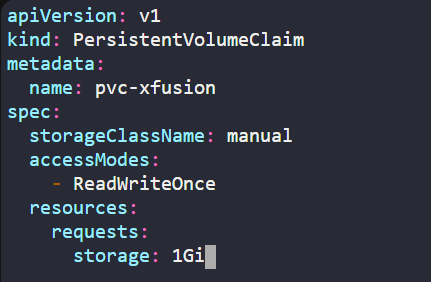 apiVersion: v1
kind: PersistentVolumeClaim
metadata:
  name: pvc-xfusion
spec:
  storageClassName: manual
  accessModes:
    - ReadWriteOnce
  resources:
    requests:
      storage: 1Gi